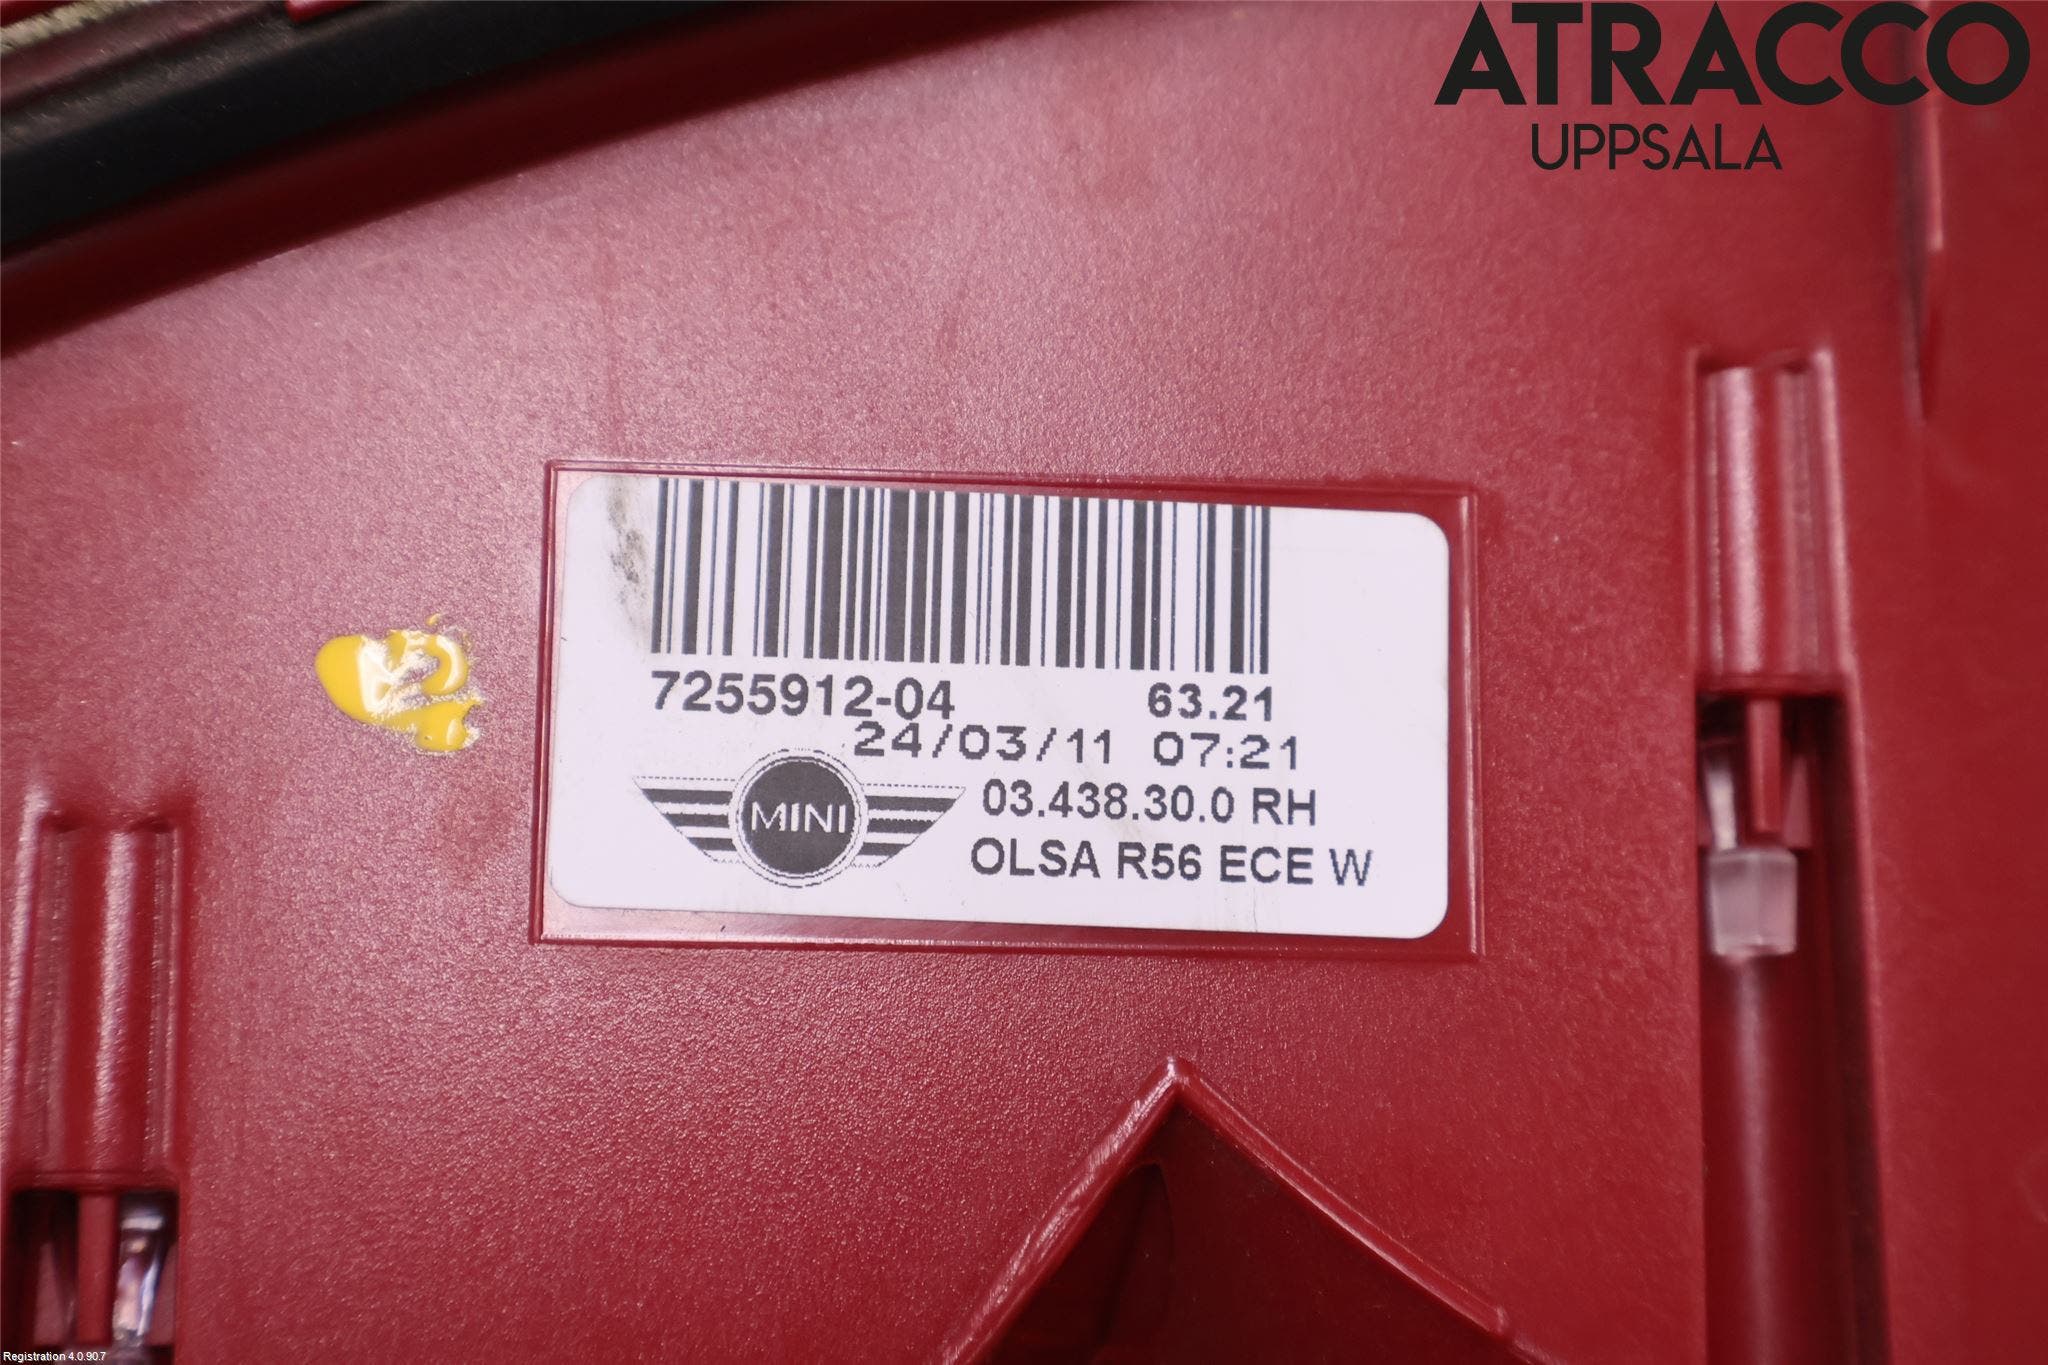 ATRACCO
UPPSALA
7255912-04 63.21
24/03/11 07:21
MINI
03.438.30.0 RH
OLSA R56 ECE W
Registration 4.0.90.7